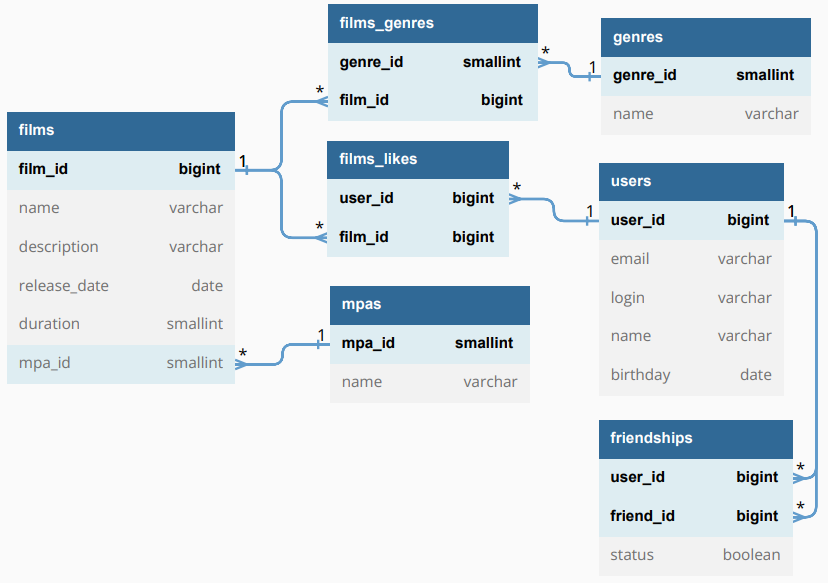 films_genres
genre_id smallint
film_id bigint
*
*
genres
genre_id smallint
name varchar
1
films
film_id bigint
name varchar
description varchar
release_date date
duration smallint
mpa_id smallint
1
*
films_likes
user_id bigint
film_id bigint
*
*
users
user_id bigint
email varchar
login varchar
name varchar
birthday date
1
1
mpas
mpa_id smallint
name varchar
1
friendships
user_id bigint
friend_id bigint
status boolean
*
*